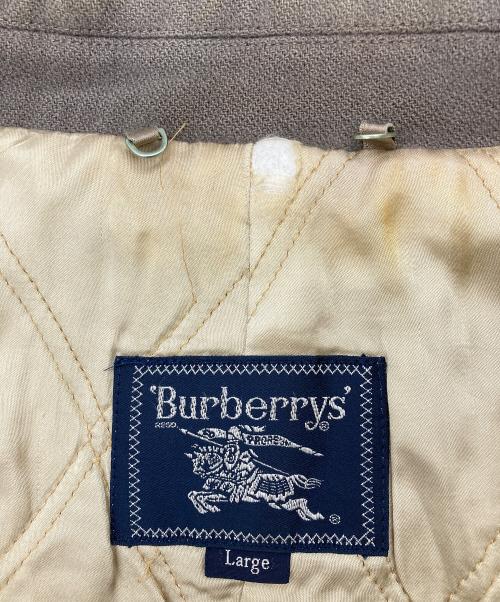 'Burberrys'
REGD. ®
PRORSUM
®
Large